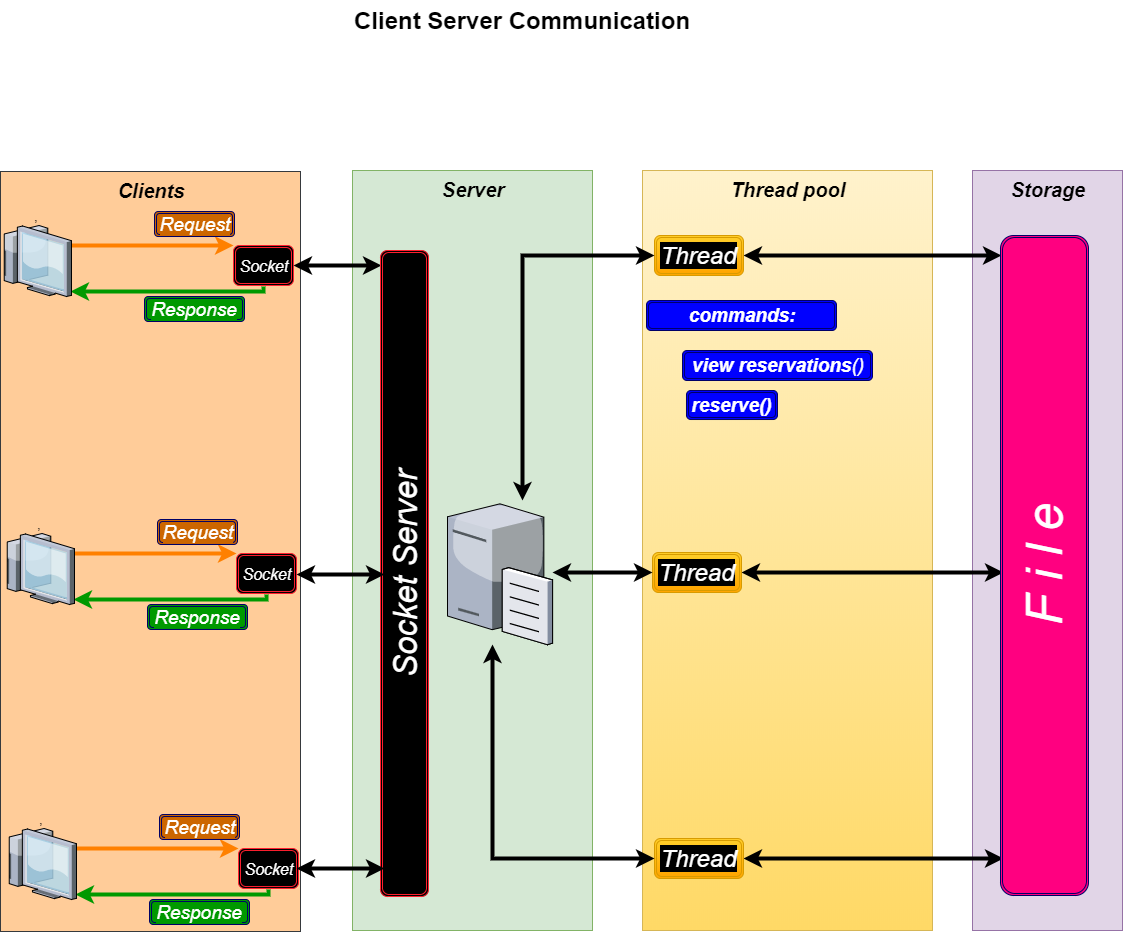 Client Server Communication
Clients
Server
Thread pool
Storage
Request
Socket
Response
Thread
commands:
view reservations()
reserve()
Socket Server
File
Request
Socket
Response
Thread
Request
Socket
Response
Thread